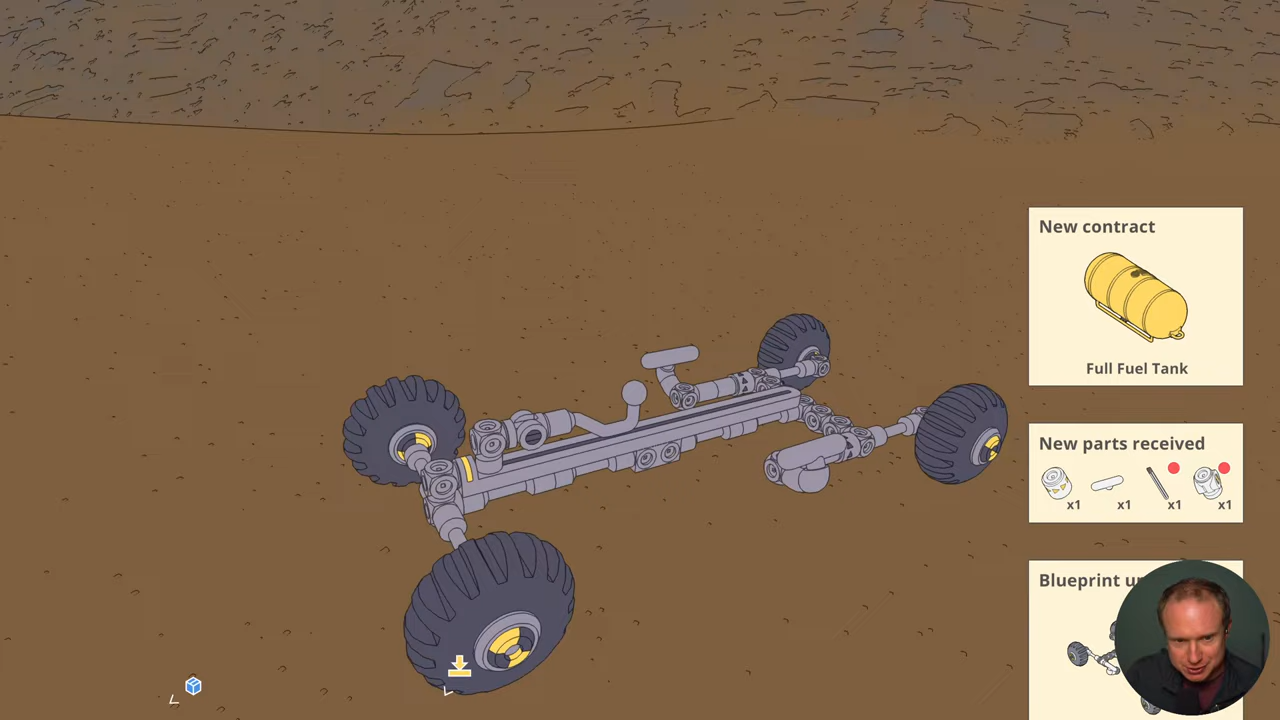 New contract
Full Fuel Tank
New parts received
x1 x1 x1 x1
Blueprint